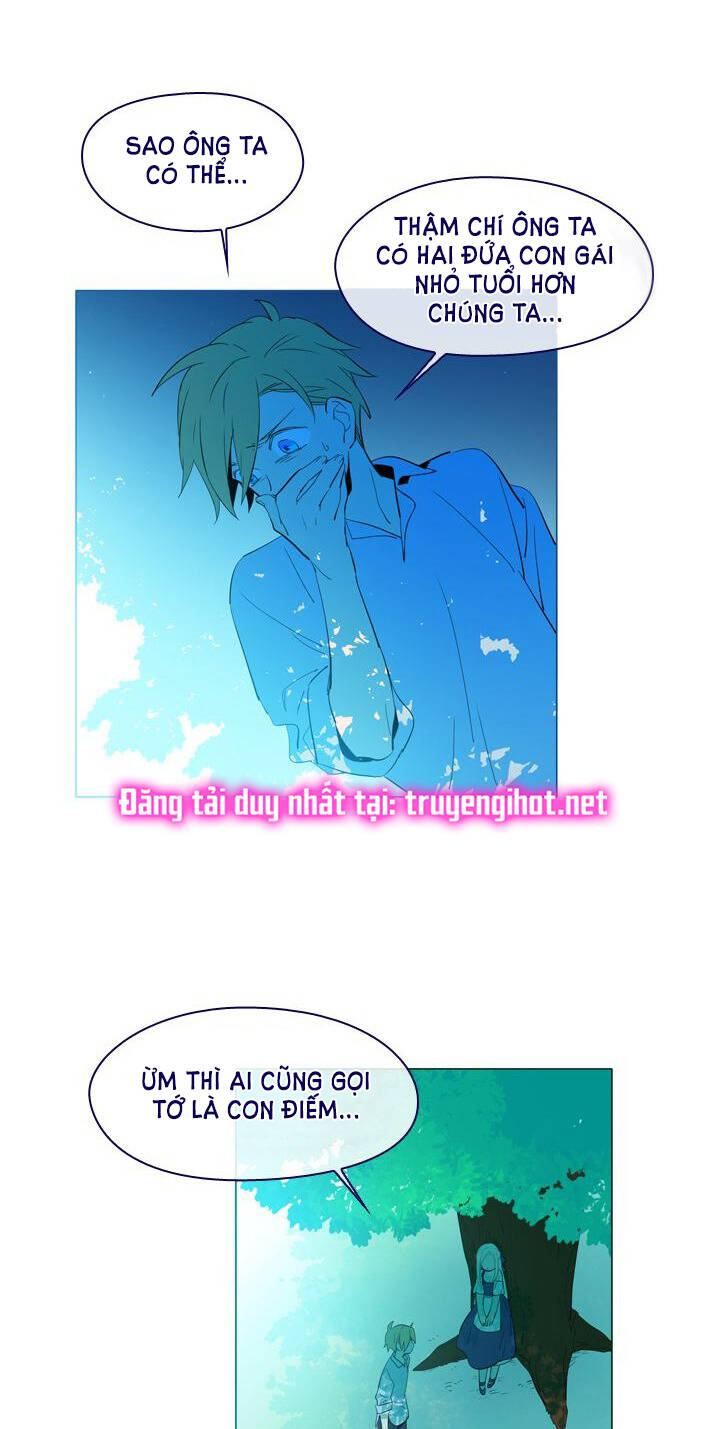 SAO ÔNG TA
CÓ THỂ...
THẬM CHÍ ÔNG TA
CÓ HAI ĐỨA CON GÁI
NHỎ TUỔI HƠN
CHÚNG TA...
Đăng tải duy nhất tại: truyengihot.net
ỪM THÌ AI CŨNG GỌI
TỚ LÀ CON ĐIẾM...